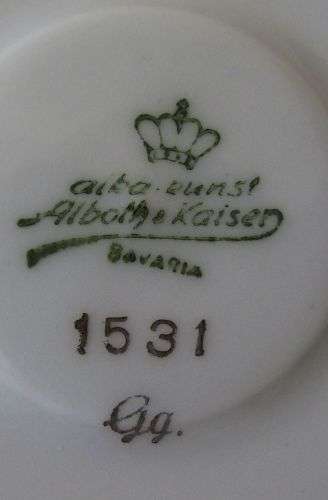 alka-kunst
Alboth & Kaiser
BAVARIA
1531
Gg.